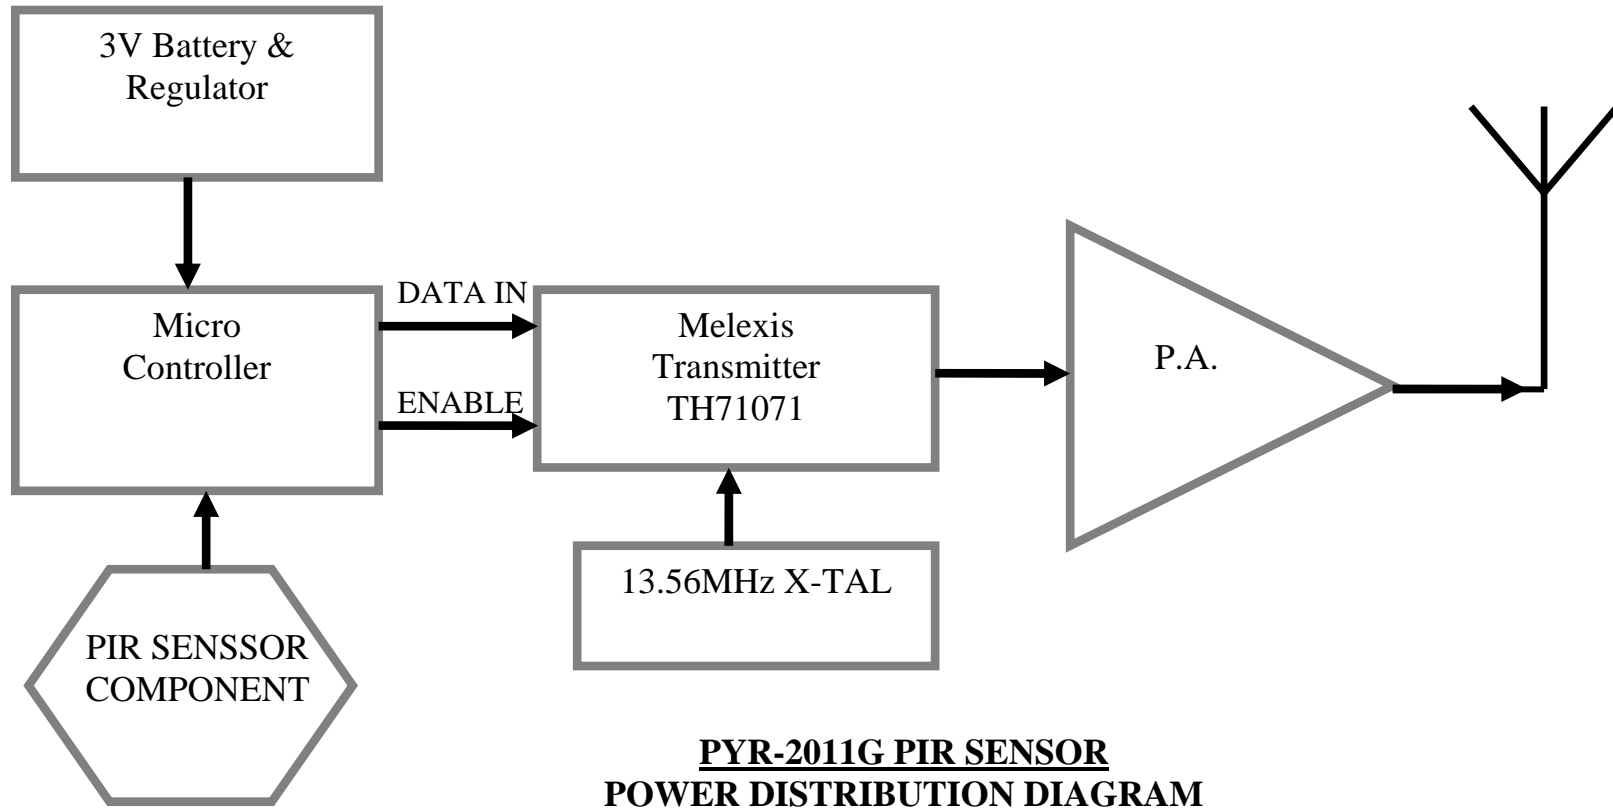 3V Battery &
Regulator
Micro
Controller
DATA IN
ENABLE
Melexis
Transmitter
TH71071
P.A.
13.56MHz X-TAL
PIR SENSSOR
COMPONENT
PYR-2011G PIR SENSOR
POWER DISTRIBUTION DIAGRAM